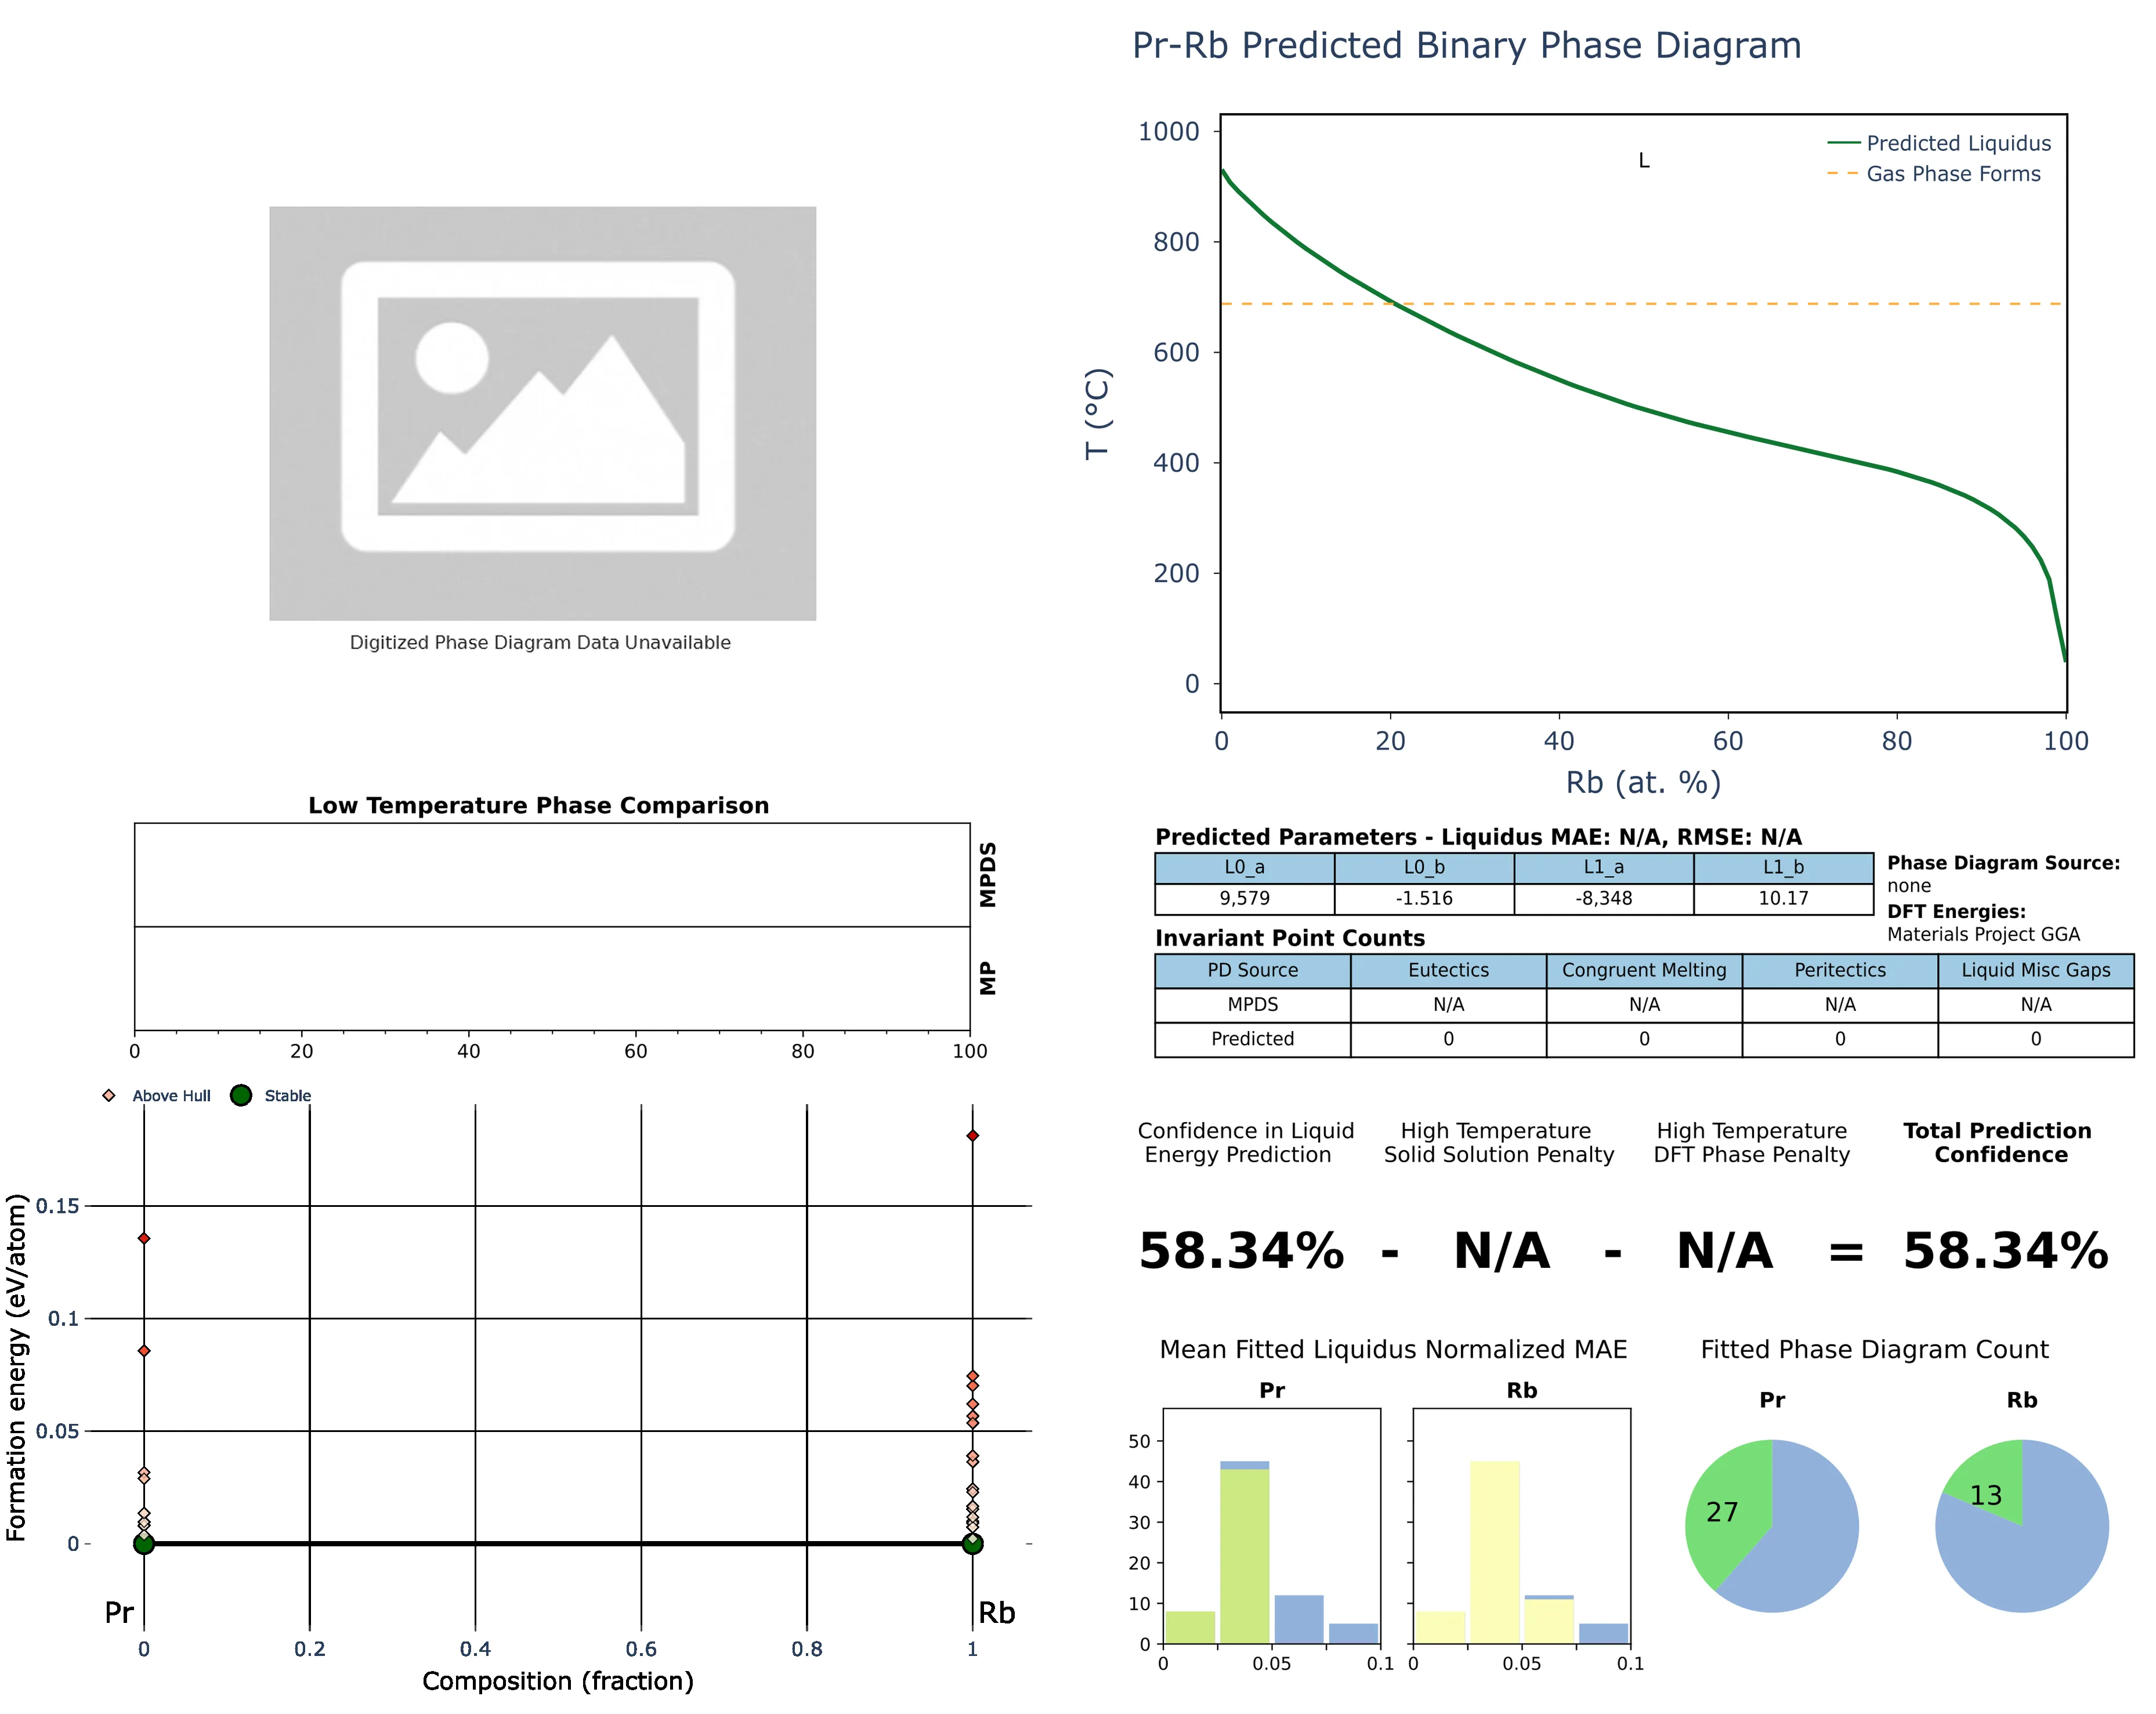 Pr-Rb Predicted Binary Phase Diagram
1000
800
600
400
200
0
T (°C)
L
Predicted Liquidus
Gas Phase Forms
0 20 40 60 80 100
Rb (at. %)
Digitized Phase Diagram Data Unavailable
Low Temperature Phase Comparison
MPDS
MP
0 20 40 60 80 100
Predicted Parameters - Liquidus MAE: N/A, RMSE: N/A
L0_a L0_b L1_a L1_b
9,579 -1.516 -8,348 10.17
Phase Diagram Source:
none
DFT Energies:
Materials Project GGA
Invariant Point Counts
PD Source Eutectics Congruent Melting Peritectics Liquid Misc Gaps
MPDS N/A N/A N/A N/A
Predicted 0 0 0 0
Above Hull Stable
0.15
0.1
0.05
0
Formation energy (eV/atom)
Pr Rb
0 0.2 0.4 0.6 0.8 1
Composition (fraction)
Confidence in Liquid
Energy Prediction
High Temperature
Solid Solution Penalty
High Temperature
DFT Phase Penalty
Total Prediction
Confidence
58.34% - N/A - N/A = 58.34%
Mean Fitted Liquidus Normalized MAE
Pr Rb
50
40
30
20
10
0
0 0.05 0.1 0 0.05 0.1
Fitted Phase Diagram Count
Pr Rb
27 13